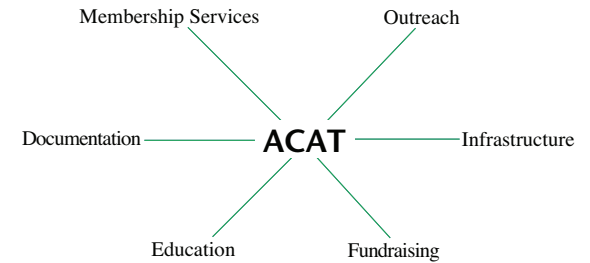 Membership Services
Outreach
Documentation
ACAT
Infrastructure
Education
Fundraising